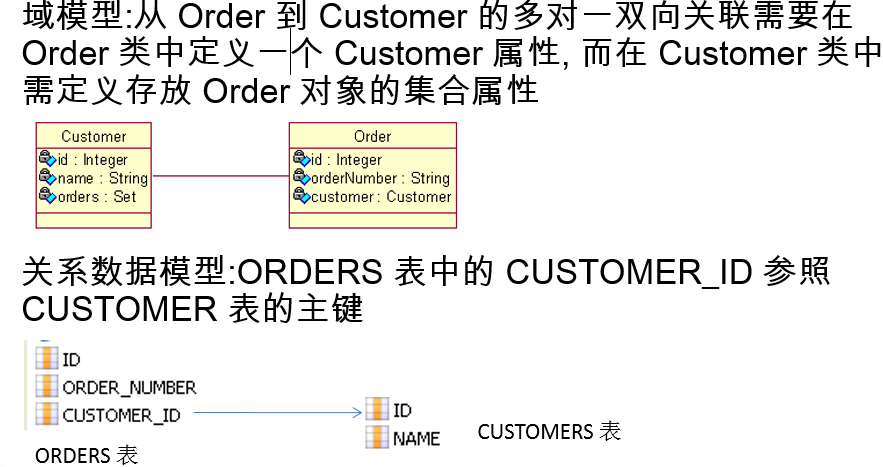 域模型:从 Order 到 Customer 的多对一双向关联需要在
Order 类中定义一个 Customer 属性, 而在 Customer 类中
需定义存放 Order 对象的集合属性
Customer
id : Integer
name : String
orders : Set
Order
id : Integer
orderNumber : String
customer : Customer
关系数据模型:ORDERS 表中的 CUSTOMER_ID 参照
CUSTOMER 表的主键
ID
ORDER_NUMBER
CUSTOMER_ID
ORDERS 表
ID
NAME
CUSTOMERS 表